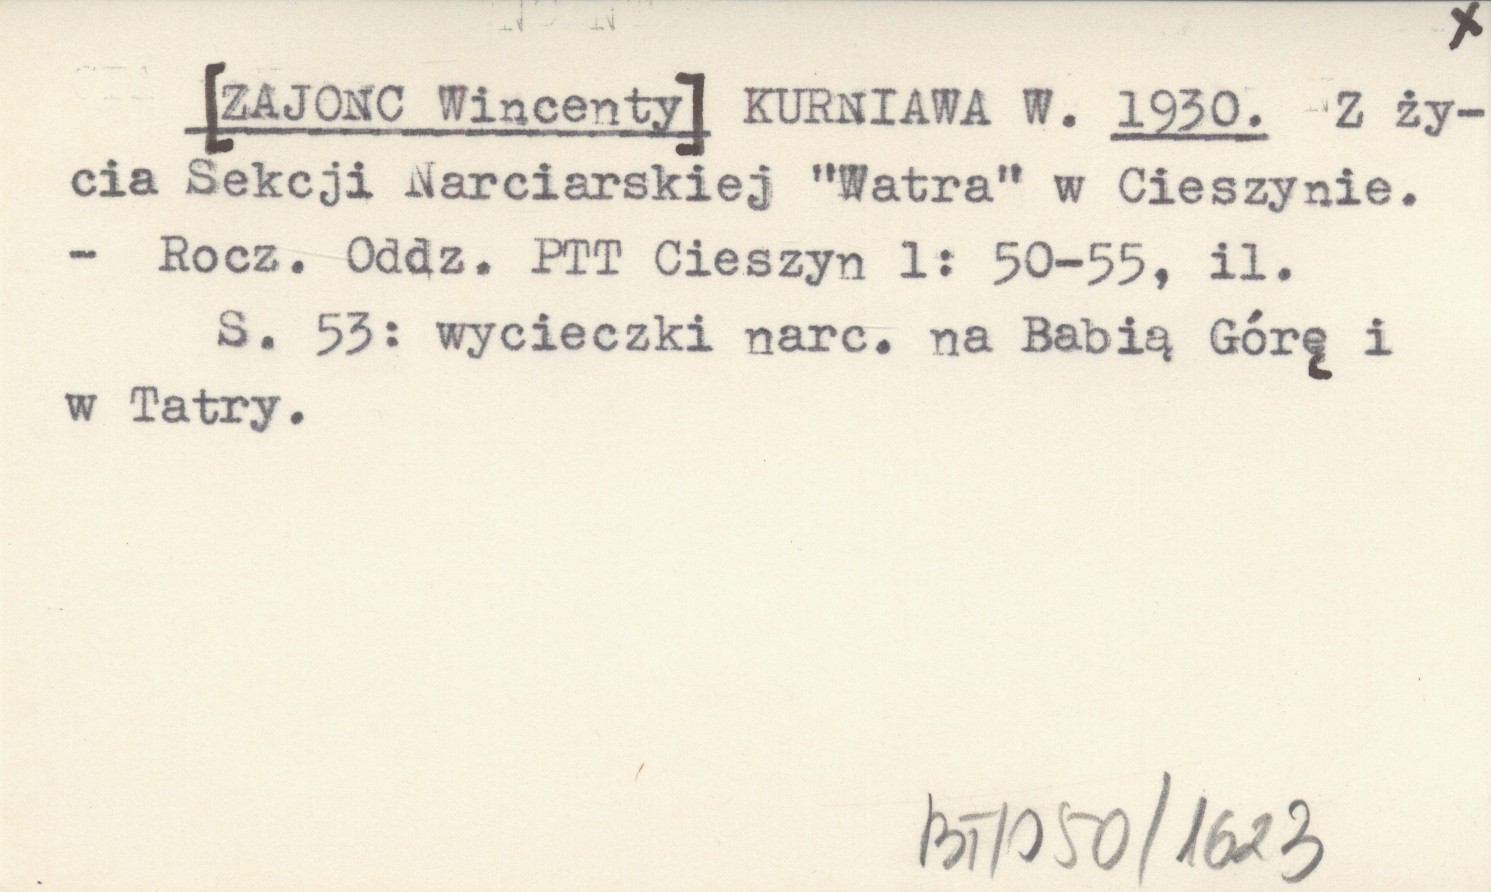 x
[ZAJONC Wincenty] KURNIAWA W. 1930. Z ży-
cia Sekcji Narciarskiej "Watra" w Cieszynie.
- Rocz. Oddz. PTT Cieszyn 1: 50-55, il.
S. 53: wycieczki narc. na Babią Górę i
w Tatry.
BT/D50/1623